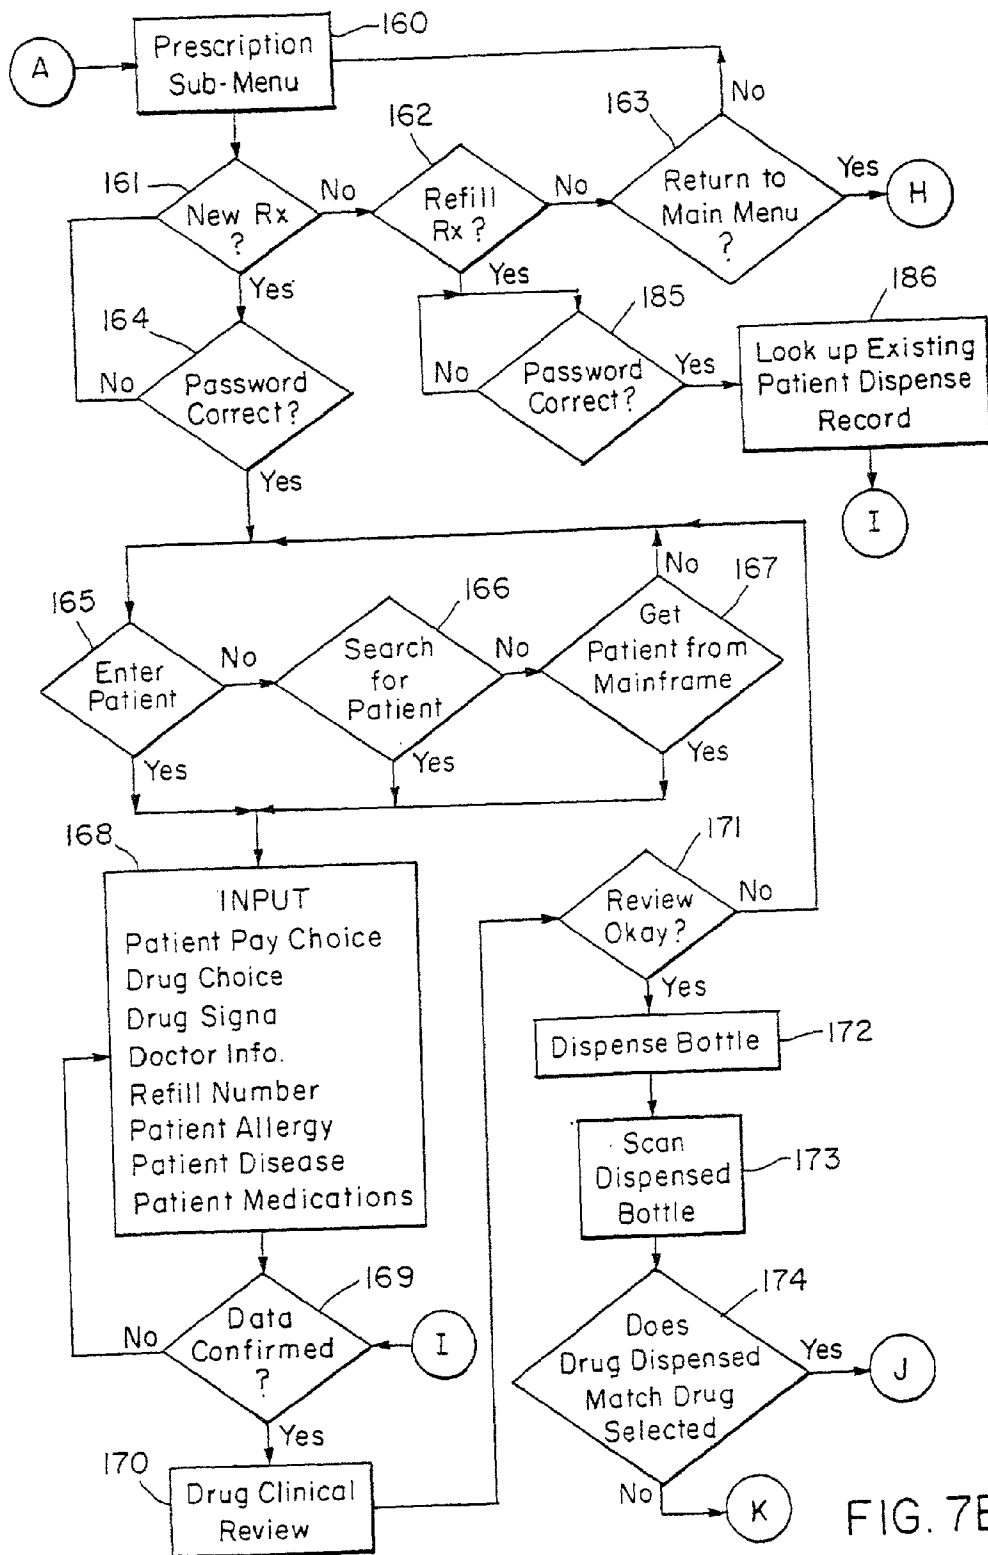 160
Prescription
Sub-Menu
A
No
162
163
161
New Rx
?
No
Refill
Rx?
No
Return to
Main Menu
?
Yes
H
Yes
Yes
164
185
186
No
Password
Correct?
No
Password
Correct?
Yes
Look up Existing
Patient Dispense
Record
Yes
I
No
165
166
167
Enter
Patient
No
Search
for
Patient
No
Get
Patient from
Mainframe
Yes
Yes
Yes
168
171
INPUT
Patient Pay Choice
Drug Choice
Drug Signa
Doctor Info.
Refill Number
Patient Allergy
Patient Disease
Patient Medications
Review
Okay?
No
Yes
Dispense Bottle
172
Scan
Dispensed
Bottle
173
169
No
Data
Confirmed
?
I
174
Does
Drug Dispensed
Match Drug
Selected
Yes
J
Yes
170
Drug Clinical
Review
No
K
FIG. 7B